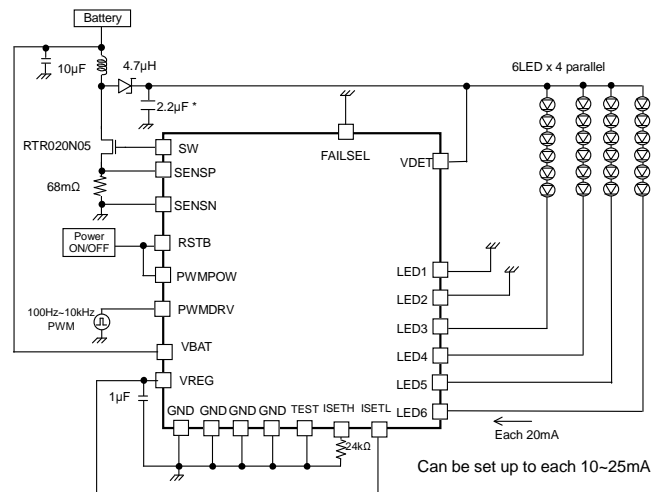 Battery
10µF
4.7µH
2.2µF *
6LED x 4 parallel
RTR020N05
SW
FAILSEL
VDET
SENSP
68mΩ
SENSN
Power
ON/OFF
RSTB
PWMPOW
LED1
LED2
100Hz~10kHz
PWM
PWMDRV
LED3
VBAT
LED4
VREG
LED5
1µF
GND GND GND GND TEST ISETH ISETL
LED6
24kΩ
Each 20mA
Can be set up to each 10~25mA